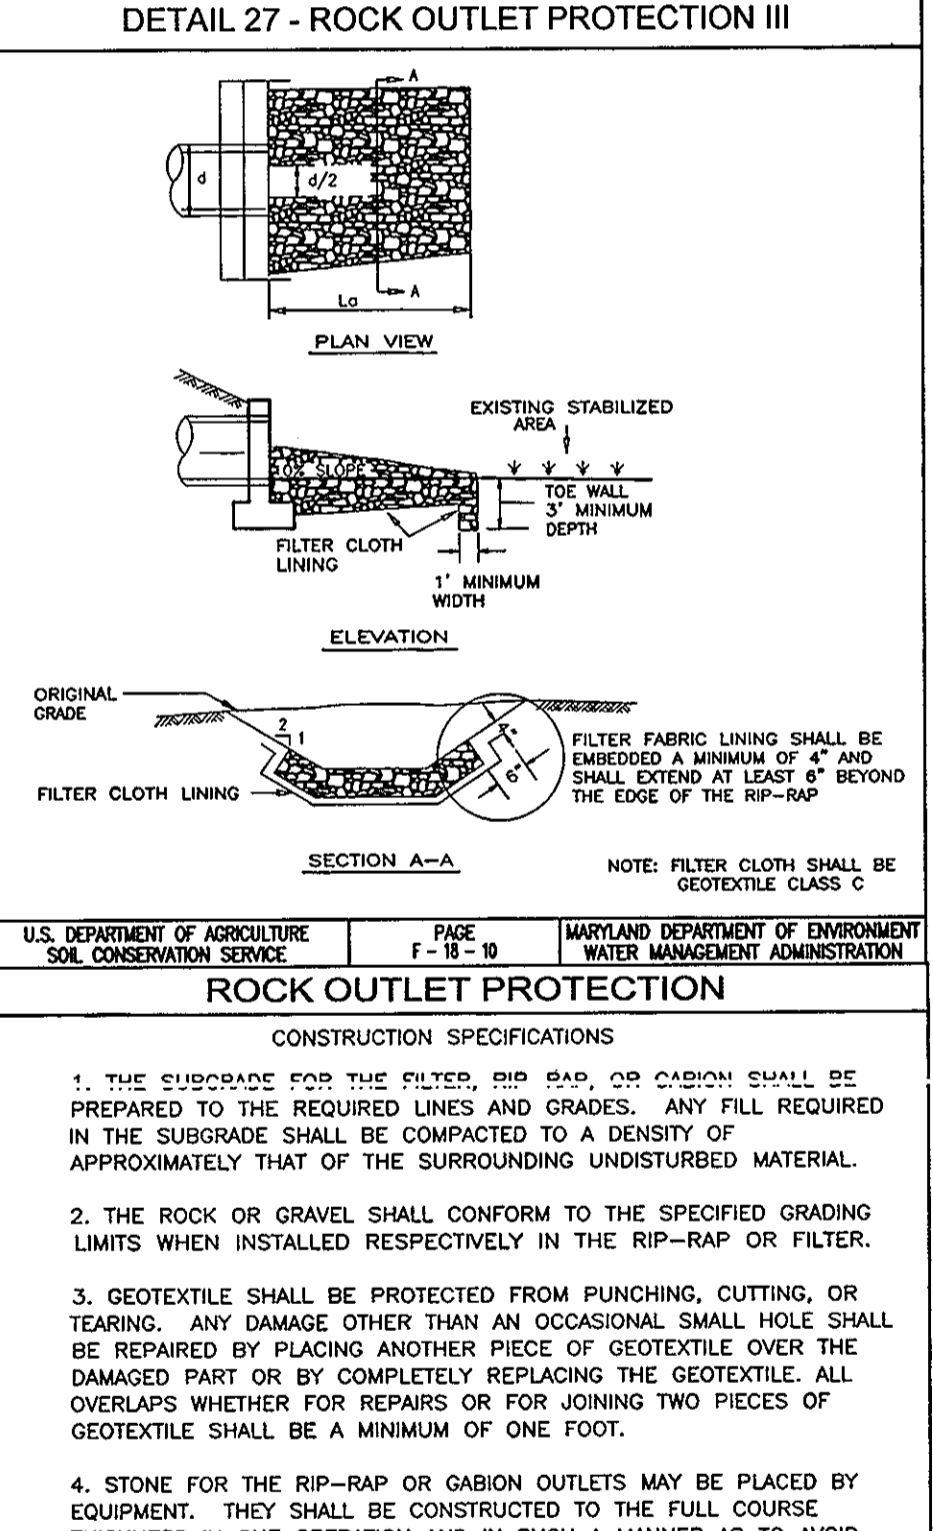 DETAIL 27 - ROCK OUTLET PROTECTION III
A
d
d/2
A
La
PLAN VIEW
EXISTING STABILIZED
AREA
0% SLOPE
TOE WALL
3' MINIMUM
DEPTH
FILTER CLOTH
LINING
1' MINIMUM
WIDTH
ELEVATION
ORIGINAL
GRADE
2
1
4"
6"
FILTER FABRIC LINING SHALL BE
EMBEDDED A MINIMUM OF 4" AND
SHALL EXTEND AT LEAST 6" BEYOND
THE EDGE OF THE RIP-RAP
FILTER CLOTH LINING
SECTION A-A
NOTE: FILTER CLOTH SHALL BE
GEOTEXTILE CLASS C
U.S. DEPARTMENT OF AGRICULTURE
SOIL CONSERVATION SERVICE
PAGE
F - 18 - 10
MARYLAND DEPARTMENT OF ENVIRONMENT
WATER MANAGEMENT ADMINISTRATION
ROCK OUTLET PROTECTION
CONSTRUCTION SPECIFICATIONS
1. THE SUBGRADE FOR THE FILTER, RIP RAP, OR GABION SHALL BE
PREPARED TO THE REQUIRED LINES AND GRADES. ANY FILL REQUIRED
IN THE SUBGRADE SHALL BE COMPACTED TO A DENSITY OF
APPROXIMATELY THAT OF THE SURROUNDING UNDISTURBED MATERIAL.
2. THE ROCK OR GRAVEL SHALL CONFORM TO THE SPECIFIED GRADING
LIMITS WHEN INSTALLED RESPECTIVELY IN THE RIP-RAP OR FILTER.
3. GEOTEXTILE SHALL BE PROTECTED FROM PUNCHING, CUTTING, OR
TEARING. ANY DAMAGE OTHER THAN AN OCCASIONAL SMALL HOLE SHALL
BE REPAIRED BY PLACING ANOTHER PIECE OF GEOTEXTILE OVER THE
DAMAGED PART OR BY COMPLETELY REPLACING THE GEOTEXTILE. ALL
OVERLAPS WHETHER FOR REPAIRS OR FOR JOINING TWO PIECES OF
GEOTEXTILE SHALL BE A MINIMUM OF ONE FOOT.
4. STONE FOR THE RIP-RAP OR GABION OUTLETS MAY BE PLACED BY
EQUIPMENT. THEY SHALL BE CONSTRUCTED TO THE FULL COURSE